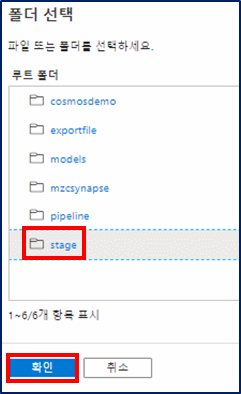 폴더 선택
파일 또는 폴더를 선택하세요.
루트 폴더
cosmosdemo
exportfile
models
mzcsynapse
pipeline
stage
1~6/6개 항목 표시
확인 취소